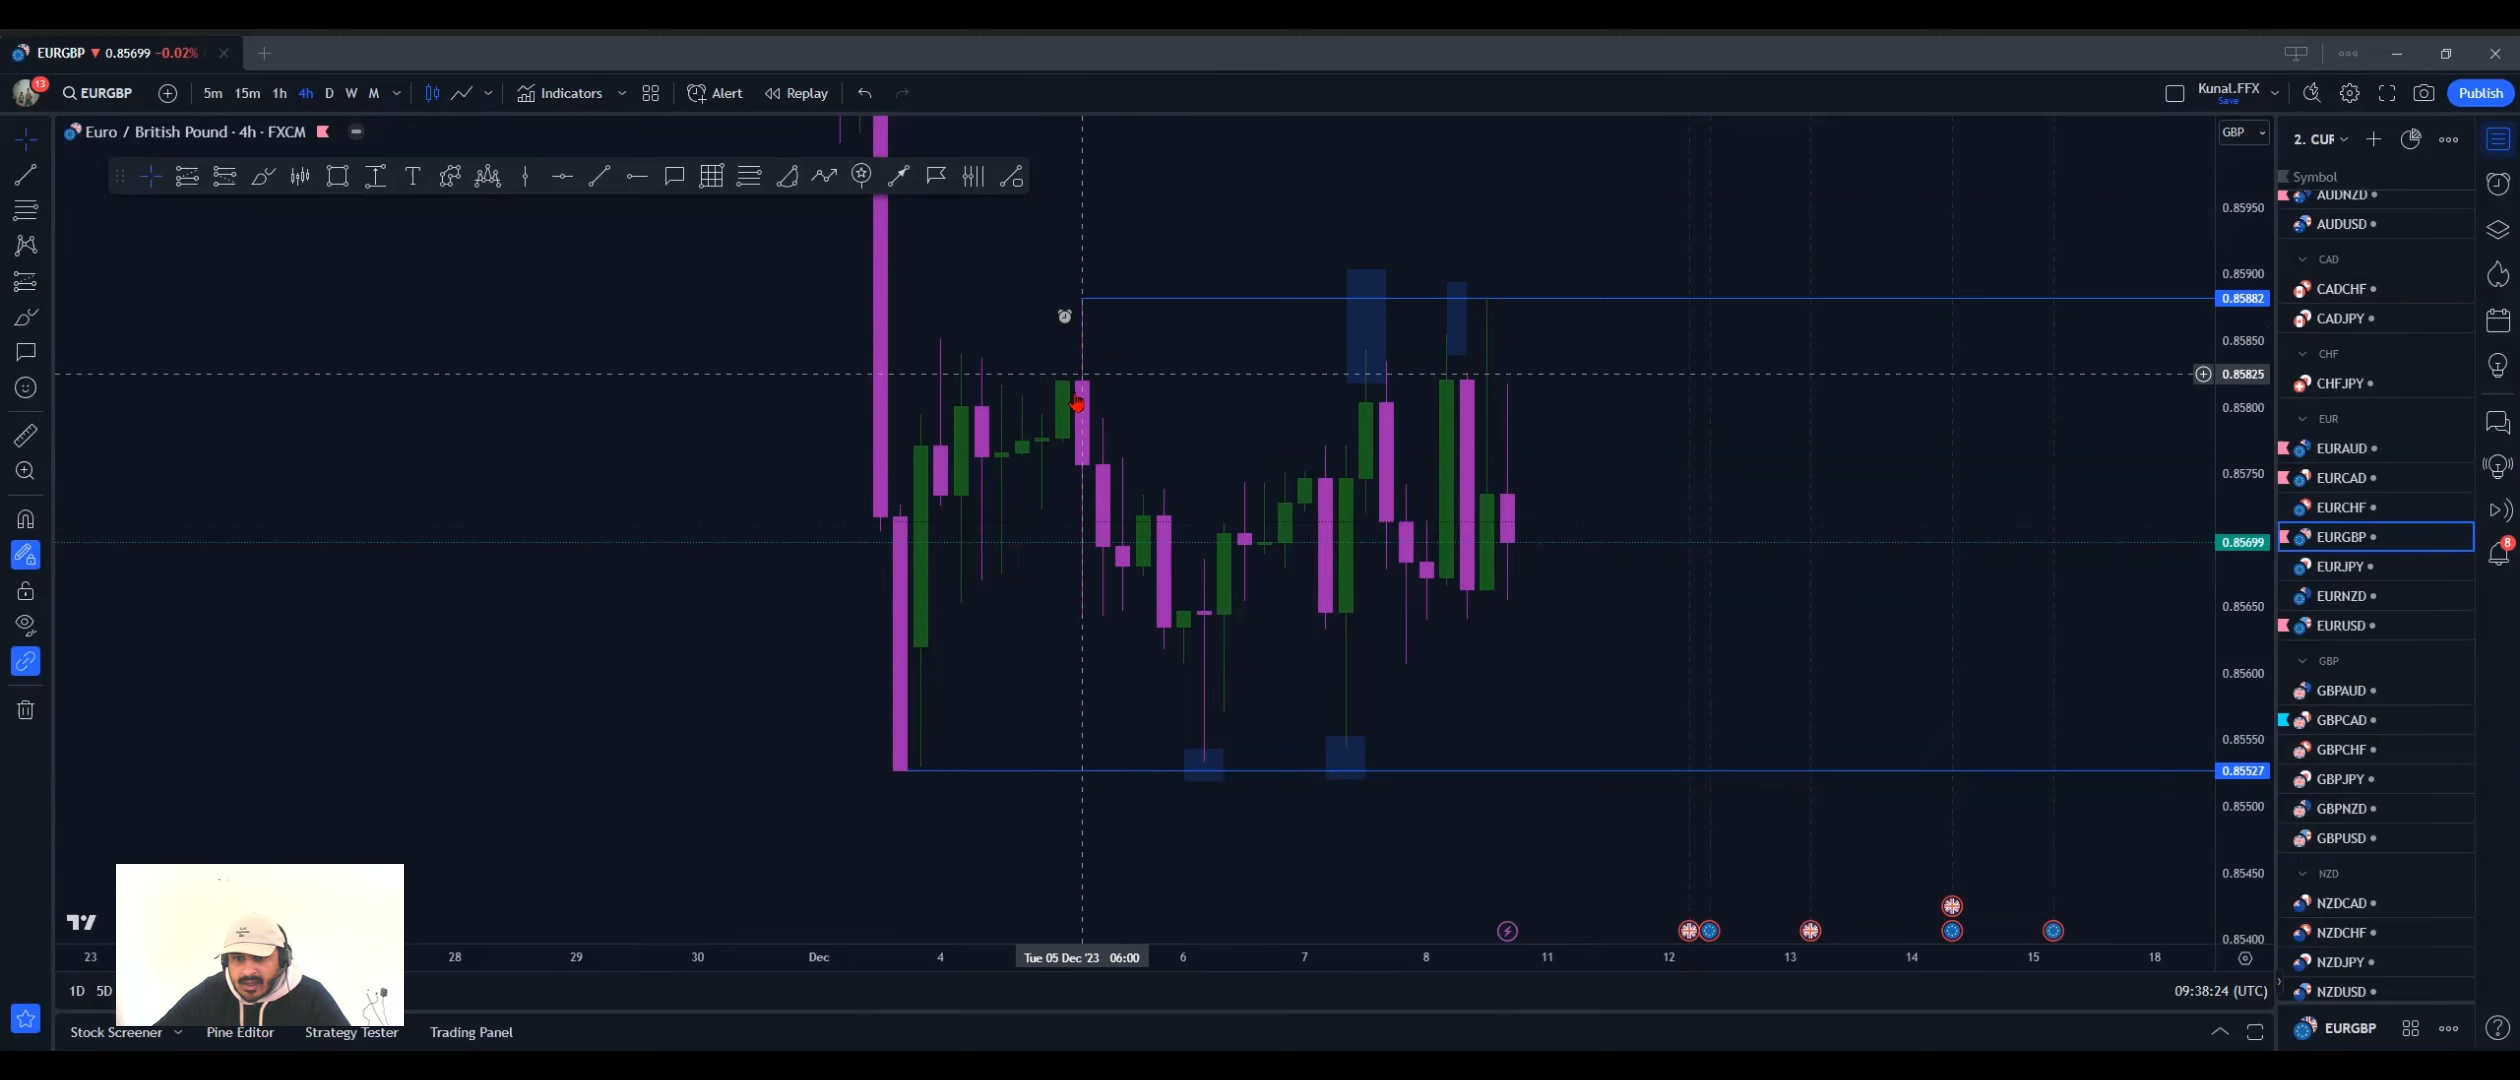 EURGBP ▼ 0.85699 -0.02%
13 EURGBP 5m 15m 1h 4h D W M Indicators Alert Replay Kunal.FFX Save Publish
Euro / British Pound · 4h · FXCM
GBP
2. CUR
Symbol
AUDNZD
AUDUSD
CAD
CADCHF
CADJPY
CHF
CHFJPY
EUR
EURAUD
EURCAD
EURCHF
EURGBP
EURJPY
EURNZD
EURUSD
GBP
GBPAUD
GBPCAD
GBPCHF
GBPJPY
GBPNZD
GBPUSD
NZD
NZDCAD
NZDCHF
NZDJPY
NZDUSD
EURGBP
8
0.85950
0.85900
0.85882
0.85850
0.85825
0.85800
0.85750
0.85699
0.85650
0.85600
0.85550
0.85527
0.85500
0.85450
0.85400
23 28 29 30 Dec 4 Tue 05 Dec '23 06:00 6 7 8 11 12 13 14 15 18
1D 5D 09:38:24 (UTC)
Stock Screener Pine Editor Strategy Tester Trading Panel